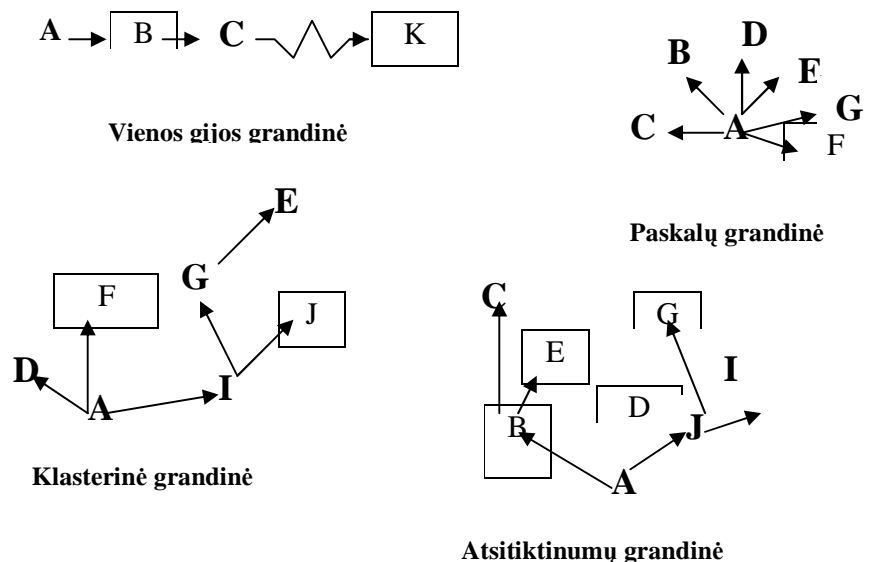 A B C K
Vienos gijos grandinė
D
B E
C A G
F
Paskalų grandinė
E
G
F J
D
A I
Klasterinė grandinė
C G
E I
D
B J
A
Atsitiktinumų grandinė